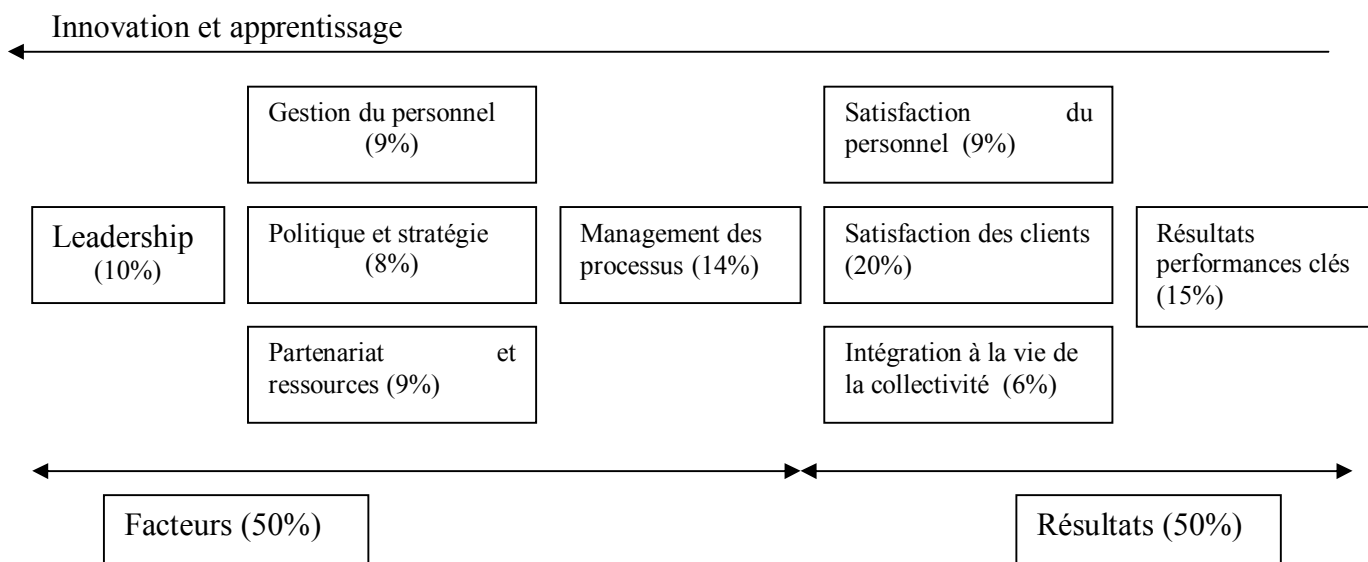 Innovation et apprentissage
Gestion du personnel
(9%)
Satisfaction du
personnel (9%)
Leadership
(10%)
Politique et stratégie
(8%)
Management des
processus (14%)
Satisfaction des clients
(20%)
Résultats
performances clés
(15%)
Partenariat et
ressources (9%)
Intégration à la vie de
la collectivité (6%)
Facteurs (50%)
Résultats (50%)